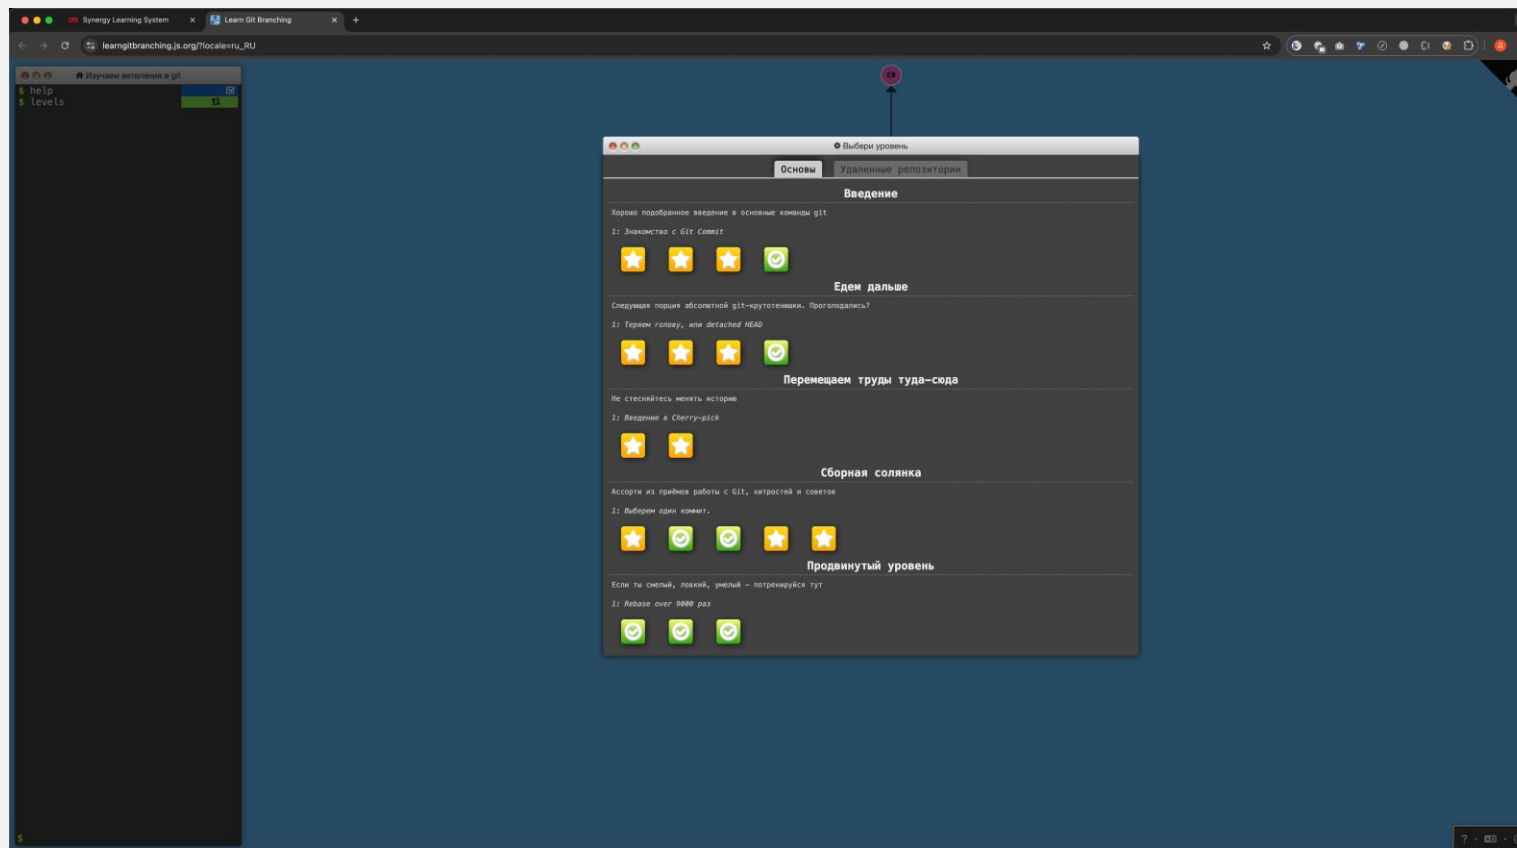 Synergy Learning System
Learn Git Branching
learngitbranching.js.org/?locale=ru_RU
Изучаем ветвление в git
$ help
$ levels
C0
Выбери уровень
Основы
Удаленные репозитории
Введение
Хорошо подобранное введение в основные команды git
1: Знакомство с Git Commit
Едем дальше
Следующая порция абсолютной git-крутотенюшки. Проголодались?
1: Теряем голову, или detached HEAD
Перемещаем труды туда-сюда
Не стесняйтесь менять историю
1: Введение в Cherry-pick
Сборная солянка
Ассорти из приёмов работы с Git, хитростей и советов
1: Выберем один коммит.
Продвинутый уровень
Если ты смелый, ловкий, умелый — потренируйся тут
1: Rebase over 9000 раз
$